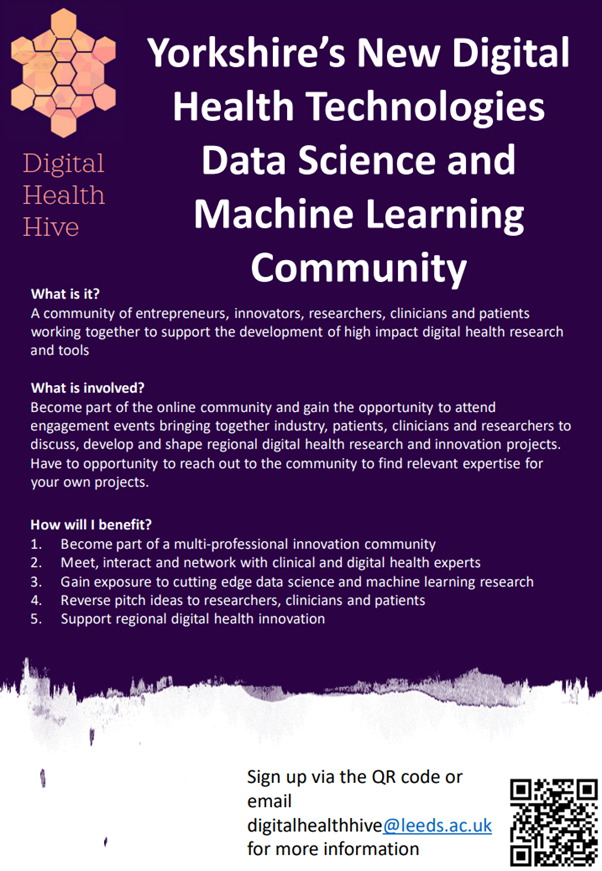 Digital
Health
Hive
Yorkshire's New Digital
Health Technologies
Data Science and
Machine Learning
Community
What is it?
A community of entrepreneurs, innovators, researchers, clinicians and patients
working together to support the development of high impact digital health research
and tools
What is involved?
Become part of the online community and gain the opportunity to attend
engagement events bringing together industry, patients, clinicians and researchers to
discuss, develop and shape regional digital health research and innovation projects.
Have to opportunity to reach out to the community to find relevant expertise for
your own projects.
How will I benefit?
1. Become part of a multi-professional innovation community
2. Meet, interact and network with clinical and digital health experts
3. Gain exposure to cutting edge data science and machine learning research
4. Reverse pitch ideas to researchers, clinicians and patients
5. Support regional digital health innovation
Sign up via the QR code or
email
digitalhealthhive@leeds.ac.uk
for more information